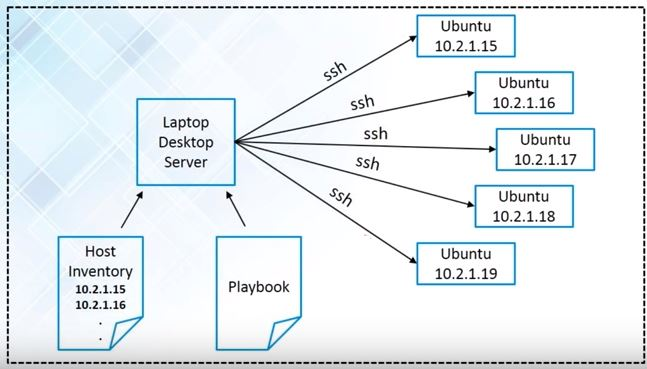 Laptop
Desktop
Server
ssh
ssh
ssh
ssh
ssh
Ubuntu
10.2.1.15
Ubuntu
10.2.1.16
Ubuntu
10.2.1.17
Ubuntu
10.2.1.18
Ubuntu
10.2.1.19
Host
Inventory
10.2.1.15
10.2.1.16
.
.
Playbook